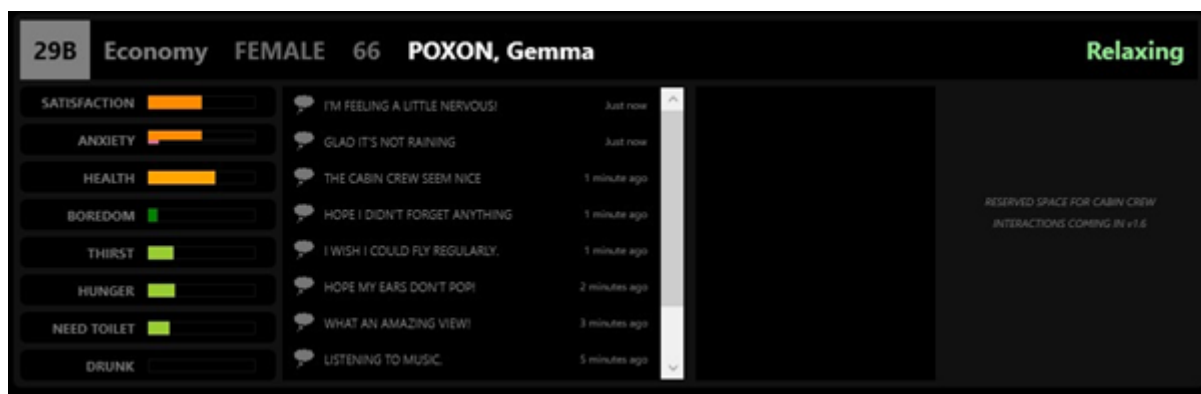 29B Economy FEMALE 66 POXON, Gemma Relaxing
SATISFACTION
ANXIETY
HEALTH
BOREDOM
THIRST
HUNGER
NEED TOILET
DRUNK
I'M FEELING A LITTLE NERVOUS! Just now
GLAD IT'S NOT RAINING Just now
THE CABIN CREW SEEM NICE 1 minute ago
HOPE I DIDN'T FORGET ANYTHING 1 minute ago
I WISH I COULD FLY REGULARLY. 1 minute ago
HOPE MY EARS DON'T POP! 2 minutes ago
WHAT AN AMAZING VIEW! 3 minutes ago
LISTENING TO MUSIC. 5 minutes ago
RESERVED SPACE FOR CABIN CREW
INTERACTIONS COMING IN v1.6